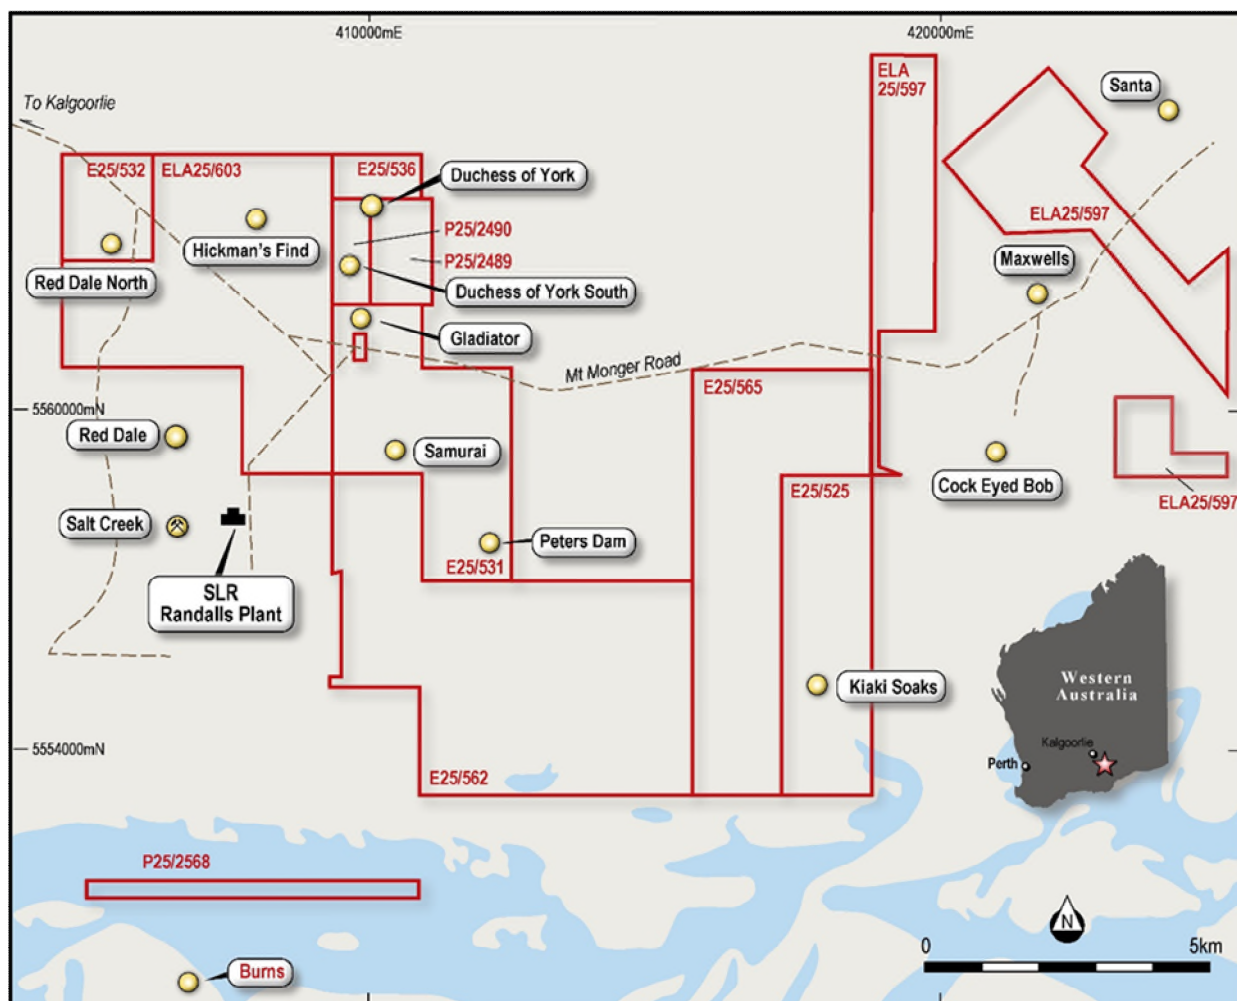 410000mE
420000mE
ELA
25/597
Santa
To Kalgoorlie
E25/532
ELA25/603
E25/536
Duchess of York
P25/2490
ELA25/597
Hickman's Find
P25/2489
Maxwells
Red Dale North
Duchess of York South
Gladiator
Mt Monger Road
E25/565
5560000mN
Red Dale
Samurai
E25/525
Cock Eyed Bob
ELA25/597
Salt Creek
Peters Dam
E25/531
SLR
Randalls Plant
Kiaki Soaks
Western
Australia
Kalgoorlie
Perth
5554000mN
E25/562
P25/2568
N
0
5km
Burns